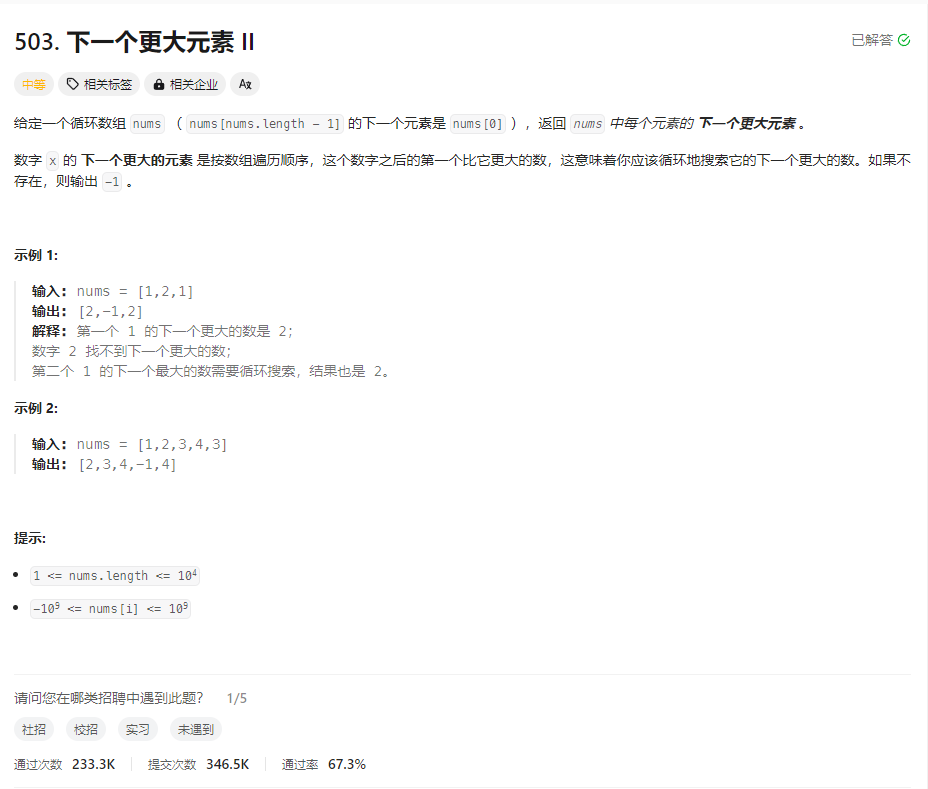 503. 下一个更大元素 II
已解答
中等 相关标签 相关企业 Ax
给定一个循环数组 nums （ nums[nums.length - 1] 的下一个元素是 nums[0] ），返回 nums 中每个元素的 下一个更大元素 。
数字 x 的 下一个更大的元素 是按数组遍历顺序，这个数字之后的第一个比它更大的数，这意味着你应该循环地搜索它的下一个更大的数。如果不
存在，则输出 -1 。
示例 1:
输入: nums = [1,2,1]
输出: [2,-1,2]
解释: 第一个 1 的下一个更大的数是 2；
数字 2 找不到下一个更大的数；
第二个 1 的下一个最大的数需要循环搜索，结果也是 2。
示例 2:
输入: nums = [1,2,3,4,3]
输出: [2,3,4,-1,4]
提示:
• 1 <= nums.length <= 10⁴
• -10⁹ <= nums[i] <= 10⁹
请问您在哪类招聘中遇到此题？ 1/5
社招 校招 实习 未遇到
通过次数 233.3K 提交次数 346.5K 通过率 67.3%